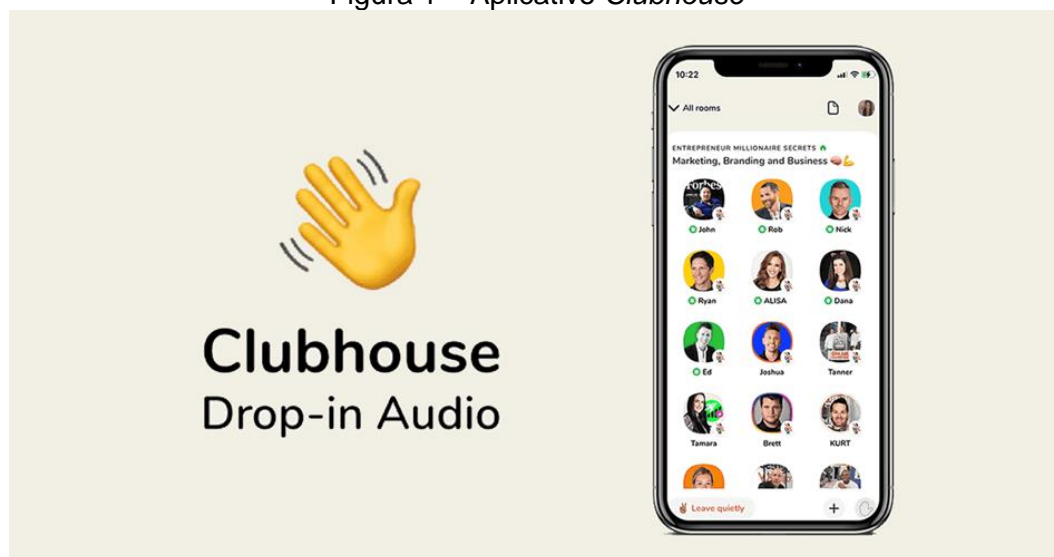 Figura 1 – Aplicativo Clubhouse
Clubhouse
Drop-in Audio
10:22
All rooms
ENTREPRENEUR MILLIONAIRE SECRETS
Marketing, Branding and Business 🧠💪
Forbes
John Rob Nick
Ryan ALISA Dana
Ed Joshua Tanner
Tamara Brett KURT
✌🏼 Leave quietly +